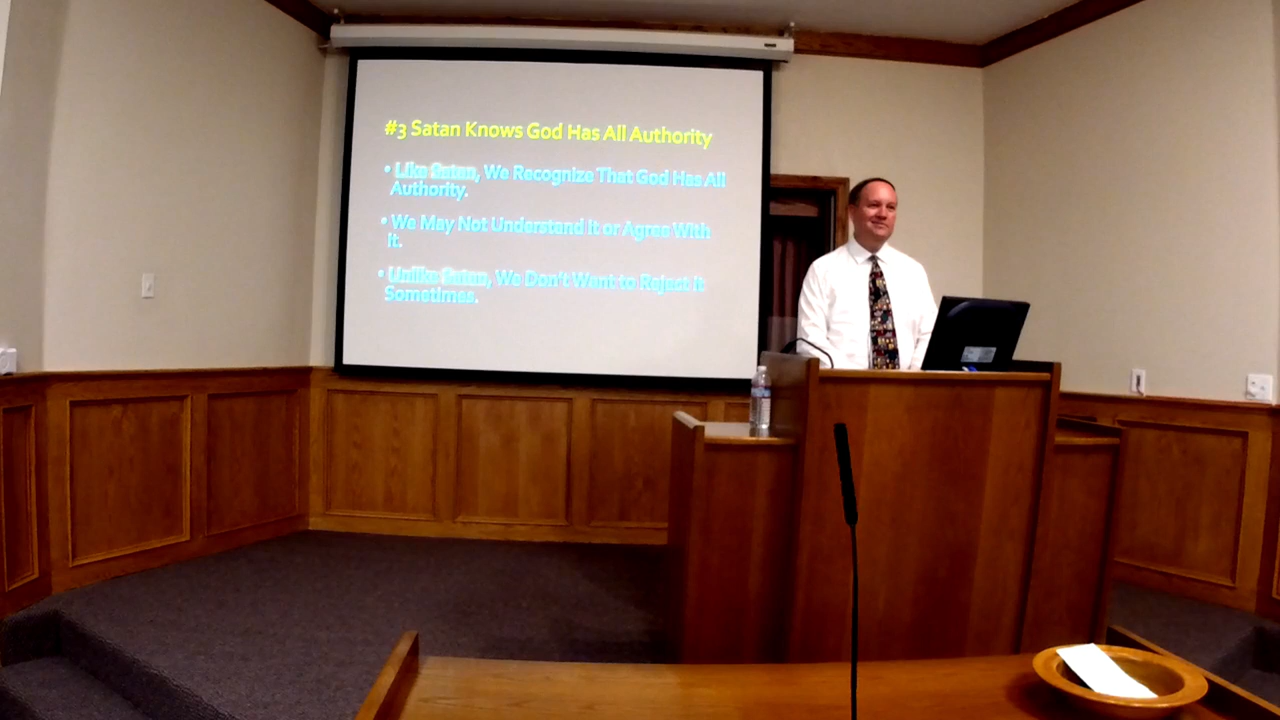 #3 Satan Knows God Has All Authority
• Like Satan, We Recognize That God Has All
Authority.
• We May Not Understand It or Agree With
It.
• Unlike Satan, We Don't Want to Reject It
Sometimes.